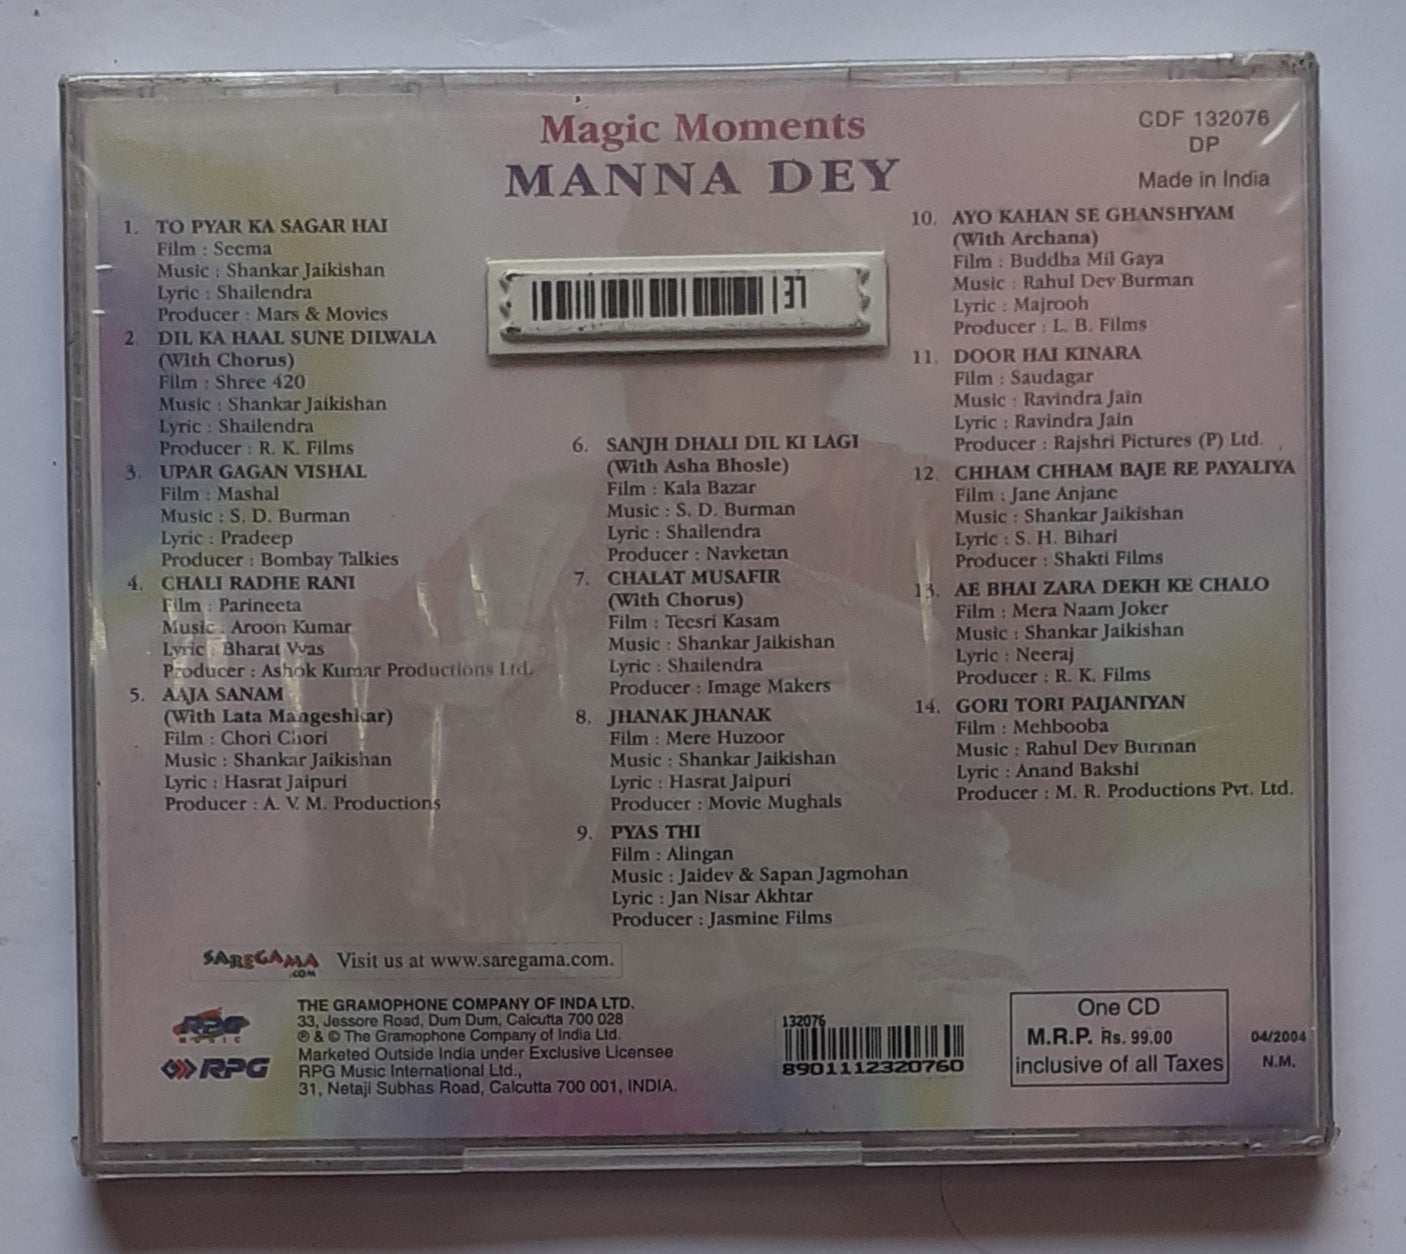 Magic Moments
MANNA DEY
CDF 132076
DP
Made in India
1. TO PYAR KA SAGAR HAI
Film : Seema
Music : Shankar Jaikishan
Lyric : Shailendra
Producer : Mars & Movies
2. DIL KA HAAL SUNE DILWALA
(With Chorus)
Film : Shree 420
Music : Shankar Jaikishan
Lyric : Shailendra
Producer : R. K. Films
3. UPAR GAGAN VISHAL
Film : Mashal
Music : S. D. Burman
Lyric : Pradeep
Producer : Bombay Talkies
4. CHALI RADHE RANI
Film : Parineeta
Music : Aroon Kumar
Lyric : Bharat Vyas
Producer : Ashok Kumar Productions Ltd.
5. AAJA SANAM
(With Lata Mangeshkar)
Film : Chori Chori
Music : Shankar Jaikishan
Lyric : Hasrat Jaipuri
Producer : A. V. M. Productions
37
6. SANJH DHALI DIL KI LAGI
(With Asha Bhosle)
Film : Kala Bazar
Music : S. D. Burman
Lyric : Shailendra
Producer : Navketan
7. CHALAT MUSAFIR
(With Chorus)
Film : Teesri Kasam
Music : Shankar Jaikishan
Lyric : Shailendra
Producer : Image Makers
8. JHANAK JHANAK
Film : Mere Huzoor
Music : Shankar Jaikishan
Lyric : Hasrat Jaipuri
Producer : Movie Mughals
9. PYAS THI
Film : Alingan
Music : Jaidev & Sapan Jagmohan
Lyric : Jan Nisar Akhtar
Producer : Jasmine Films
10. AYO KAHAN SE GHANSHYAM
(With Archana)
Film : Buddha Mil Gaya
Music : Rahul Dev Burman
Lyric : Majrooh
Producer : L. B. Films
11. DOOR HAI KINARA
Film : Saudagar
Music : Ravindra Jain
Lyric : Ravindra Jain
Producer : Rajshri Pictures (P) Ltd.
12. CHHAM CHHAM BAJE RE PAYALIYA
Film : Jane Anjane
Music : Shankar Jaikishan
Lyric : S. H. Bihari
Producer : Shakti Films
13. AE BHAI ZARA DEKH KE CHALO
Film : Mera Naam Joker
Music : Shankar Jaikishan
Lyric : Neeraj
Producer : R. K. Films
14. GORI TORI PAIJANIYAN
Film : Mehbooba
Music : Rahul Dev Burman
Lyric : Anand Bakshi
Producer : M. R. Productions Pvt. Ltd.
SAREGAMA .COM Visit us at www.saregama.com.
RPG MUSIC
RPG
THE GRAMOPHONE COMPANY OF INDA LTD.
33, Jessore Road, Dum Dum, Calcutta 700 028
℗ & © The Gramophone Company of India Ltd.
Marketed Outside India under Exclusive Licensee
RPG Music International Ltd.,
31, Netaji Subhas Road, Calcutta 700 001, INDIA.
132076
8901112320760
One CD
M.R.P. Rs. 99.00
inclusive of all Taxes
04/2004
N.M.